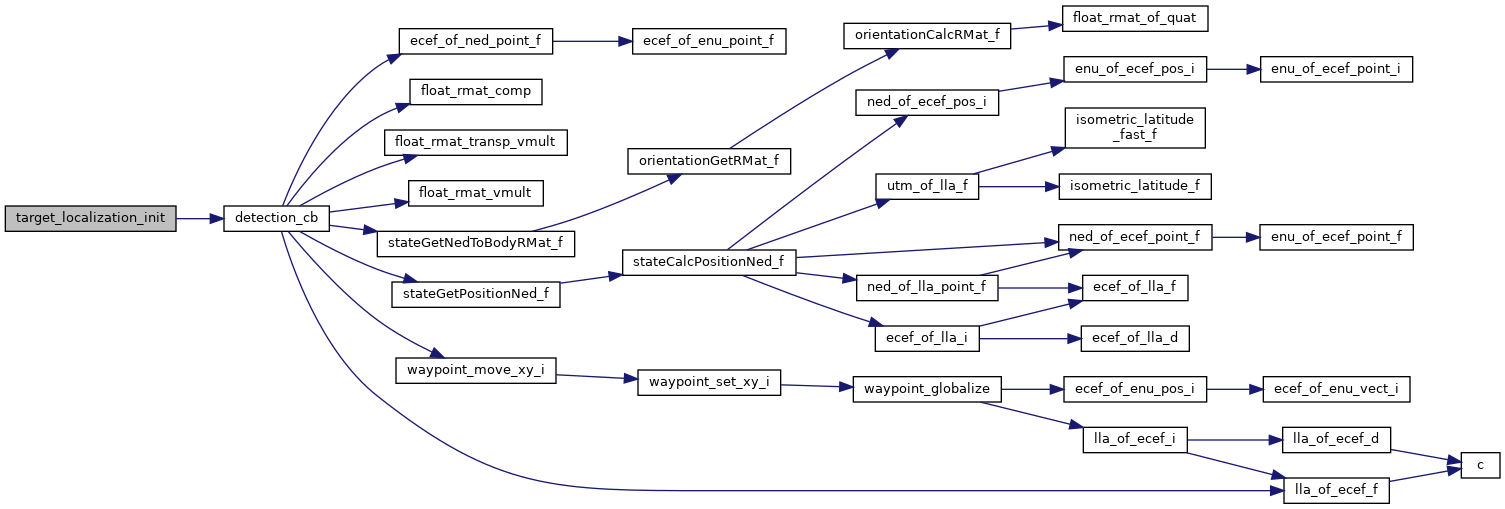 target_localization_init
detection_cb
ecef_of_ned_point_f
ecef_of_enu_point_f
float_rmat_comp
float_rmat_transp_vmult
float_rmat_vmult
stateGetNedToBodyRMat_f
orientationGetRMat_f
orientationCalcRMat_f
float_rmat_of_quat
stateGetPositionNed_f
stateCalcPositionNed_f
ned_of_ecef_pos_i
enu_of_ecef_pos_i
enu_of_ecef_point_i
utm_of_lla_f
isometric_latitude
_fast_f
isometric_latitude_f
ned_of_ecef_point_f
enu_of_ecef_point_f
ned_of_lla_point_f
ecef_of_lla_f
ecef_of_lla_i
ecef_of_lla_d
waypoint_move_xy_i
waypoint_set_xy_i
waypoint_globalize
ecef_of_enu_pos_i
ecef_of_enu_vect_i
lla_of_ecef_i
lla_of_ecef_d
lla_of_ecef_f
c